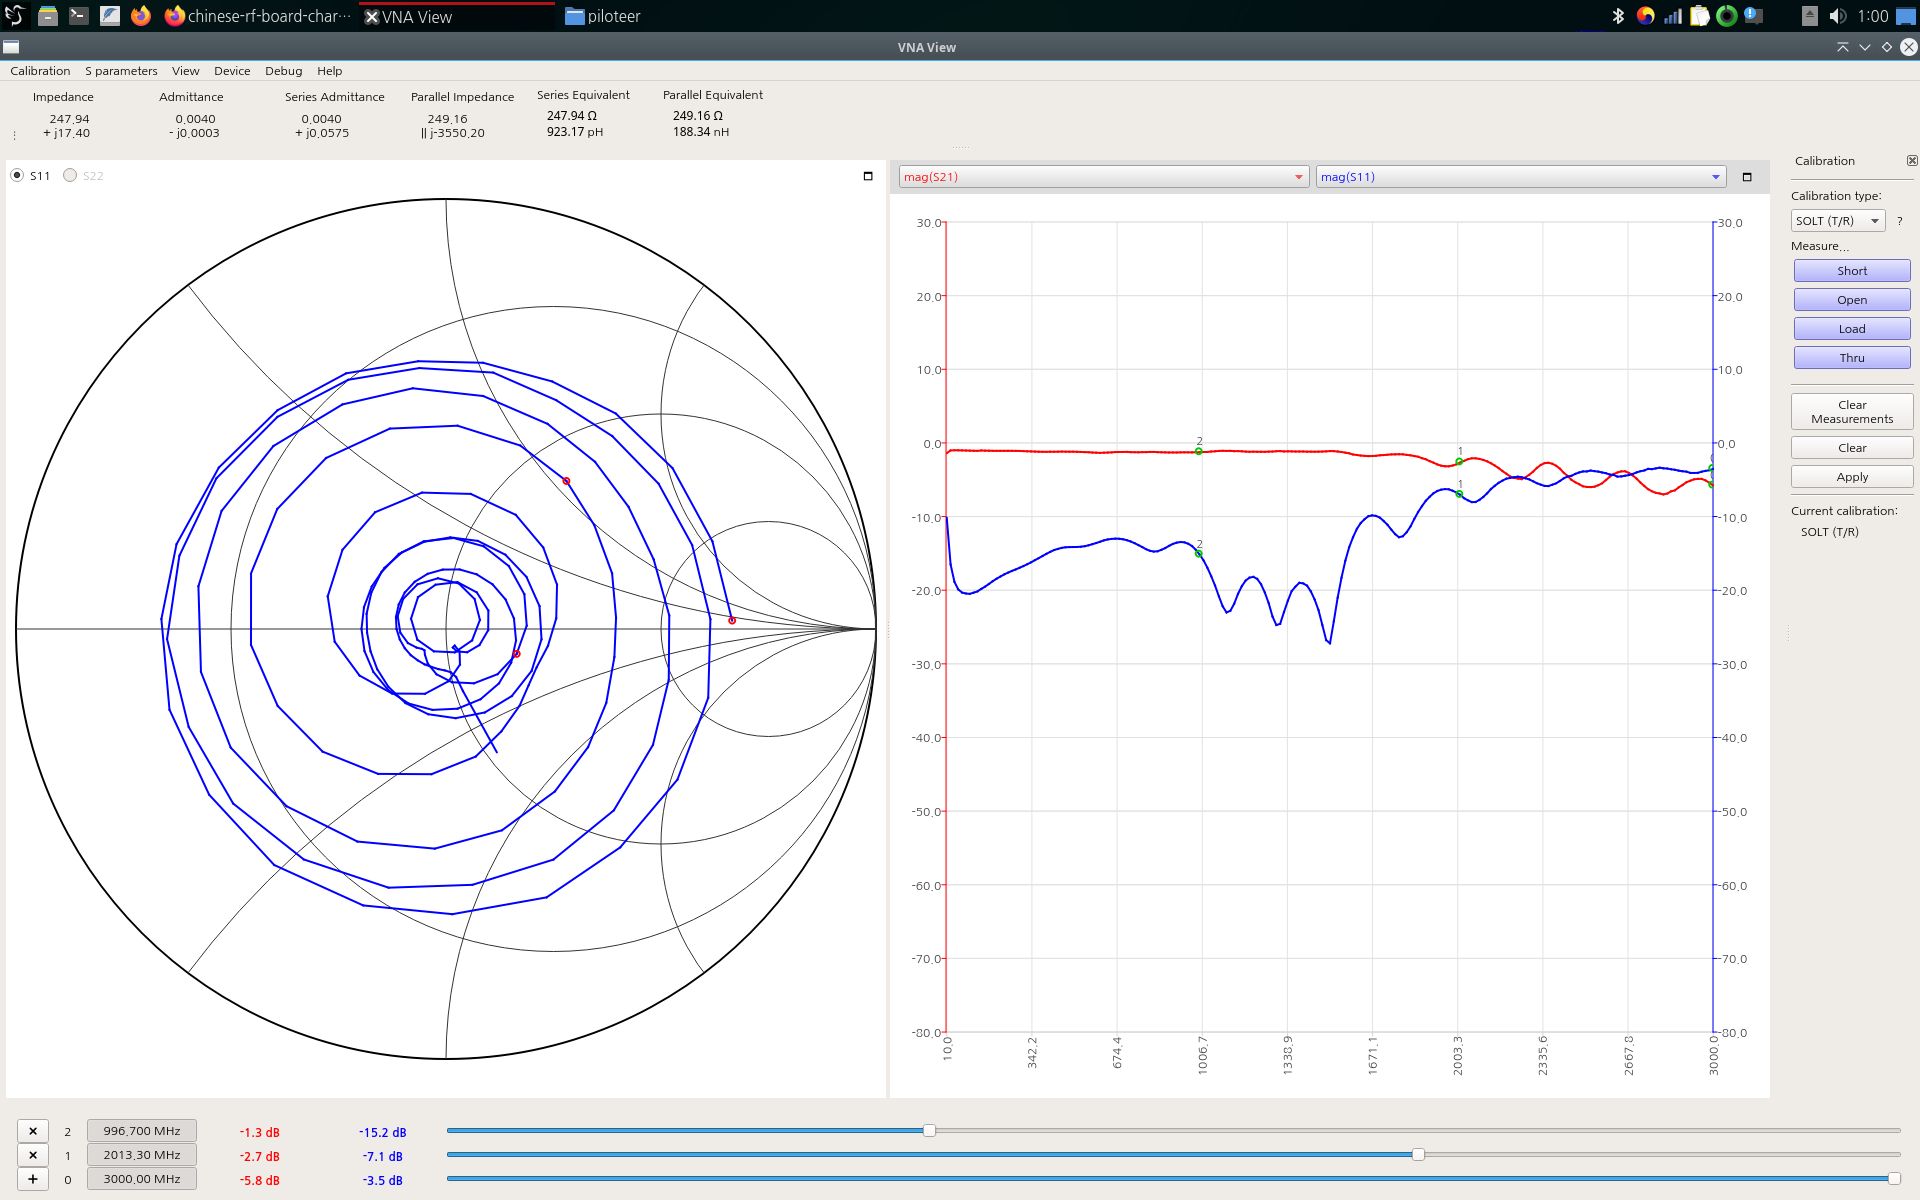 chinese-rf-board-char···
VNA View
piloteer
1:00
VNA View
Calibration S parameters View Device Debug Help
Impedance Admittance Series Admittance Parallel Impedance Series Equivalent Parallel Equivalent
247.94 0.0040 0.0040 249.16 247.94 Ω 249.16 Ω
+ j17.40 - j0.0003 + j0.0575 || j-3550.20 923.17 pH 188.34 nH
S11 S22
mag(S21) mag(S11)
30.0 30.0
20.0 20.0
10.0 10.0
0.0 0.0
-10.0 -10.0
-20.0 -20.0
-30.0 -30.0
-40.0 -40.0
-50.0 -50.0
-60.0 -60.0
-70.0 -70.0
-80.0 -80.0
2 1
2 1
10.0 342.2 674.4 1006.7 1338.9 1671.1 2003.3 2335.6 2667.8 3000.0
Calibration
Calibration type:
SOLT (T/R) ?
Measure...
Short
Open
Load
Thru
Clear
Measurements
Clear
Apply
Current calibration:
SOLT (T/R)
× 2 996.700 MHz -1.3 dB -15.2 dB
× 1 2013.30 MHz -2.7 dB -7.1 dB
+ 0 3000.00 MHz -5.8 dB -3.5 dB